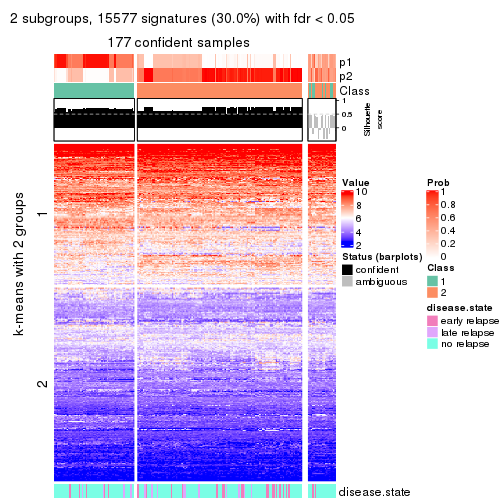 2 subgroups, 15577 signatures (30.0%) with fdr < 0.05
177 confident samples
p1
p2
Class
1
0.5
0
Silhouette
score
k-means with 2 groups
1
2
disease.state
Value
10
8
6
4
2
Status (barplots)
confident
ambiguous
Prob
1
0.8
0.6
0.4
0.2
0
Class
1
2
disease.state
early relapse
late relapse
no relapse